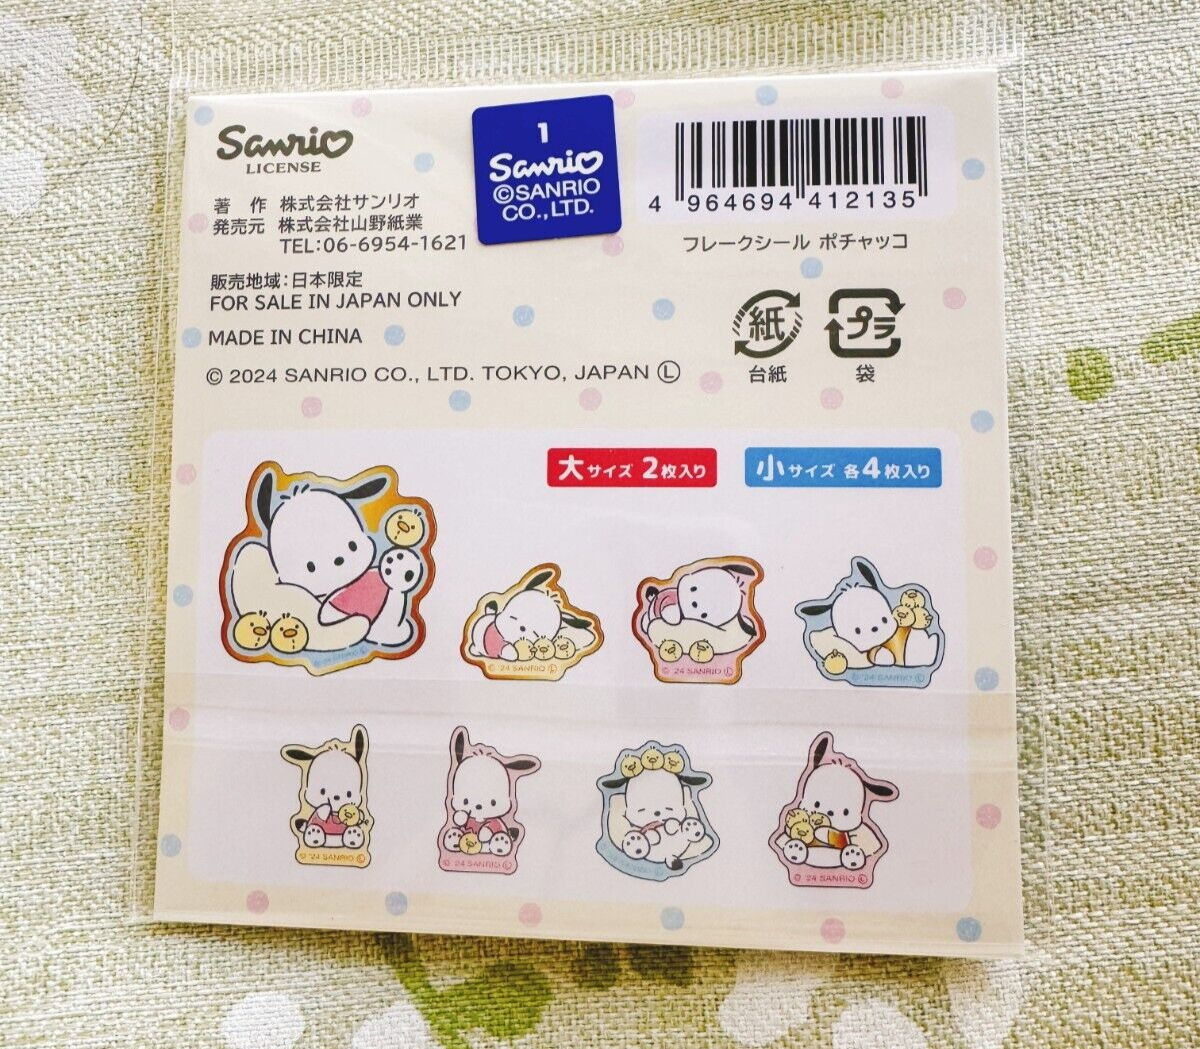 Sanrio
LICENSE
著 作 株式会社サンリオ
発売元 株式会社山野紙業
TEL:06-6954-1621
販売地域:日本限定
FOR SALE IN JAPAN ONLY
MADE IN CHINA
© 2024 SANRIO CO., LTD. TOKYO, JAPAN Ⓛ
1
Sanrio
©SANRIO
CO.,LTD.
4 964694 412135
フレークシール ポチャッコ
紙
台紙
プラ
袋
大サイズ 2枚入り
小サイズ 各4枚入り
© '24 SANRIO Ⓛ
© '24 SANRIO Ⓛ
© '24 SANRIO Ⓛ
© '24 SANRIO Ⓛ
© '24 SANRIO Ⓛ
© '24 SANRIO Ⓛ